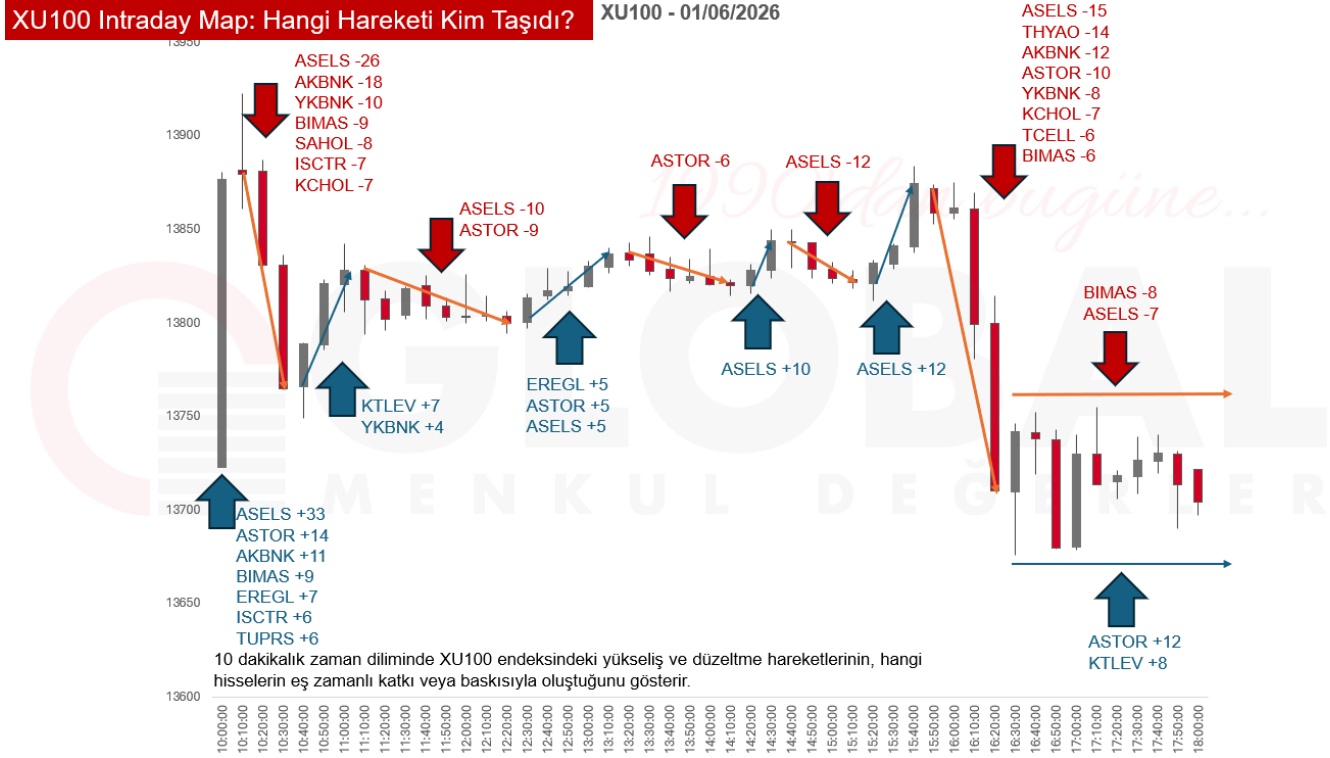 XU100 Intraday Map: Hangi Hareketi Kim Taşıdı?
XU100 - 01/06/2026
13950
13900
13850
13800
13750
13700
13650
13600
ASELS -26
AKBNK -18
YKBNK -10
BIMAS -9
SAHOL -8
ISCTR -7
KCHOL -7
ASELS -10
ASTOR -9
ASTOR -6
ASELS -12
ASELS -15
THYAO -14
AKBNK -12
ASTOR -10
YKBNK -8
KCHOL -7
TCELL -6
BIMAS -6
BIMAS -8
ASELS -7
ASELS +33
ASTOR +14
AKBNK +11
BIMAS +9
EREGL +7
ISCTR +6
TUPRS +6
KTLEV +7
YKBNK +4
EREGL +5
ASTOR +5
ASELS +5
ASELS +10
ASELS +12
ASTOR +12
KTLEV +8
1990'dan bugüne...
GLOBAL
MENKUL DEĞERLER
10 dakikalık zaman diliminde XU100 endeksindeki yükseliş ve düzeltme hareketlerinin, hangi
hisselerin eş zamanlı katkı veya baskısıyla oluştuğunu gösterir.
10:00:00
10:10:00
10:20:00
10:30:00
10:40:00
10:50:00
11:00:00
11:10:00
11:20:00
11:30:00
11:40:00
11:50:00
12:00:00
12:10:00
12:20:00
12:30:00
12:40:00
12:50:00
13:00:00
13:10:00
13:20:00
13:30:00
13:40:00
13:50:00
14:00:00
14:10:00
14:20:00
14:30:00
14:40:00
14:50:00
15:00:00
15:10:00
15:20:00
15:30:00
15:40:00
15:50:00
16:00:00
16:10:00
16:20:00
16:30:00
16:40:00
16:50:00
17:00:00
17:10:00
17:20:00
17:30:00
17:40:00
17:50:00
18:00:00